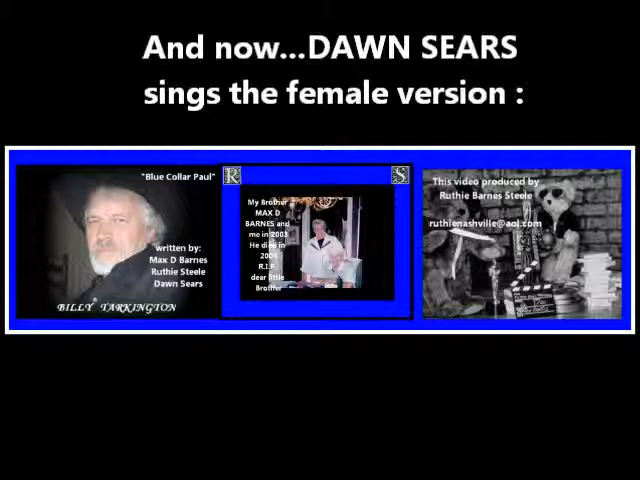 And now...DAWN SEARS
sings the female version :
"Blue Collar Paul"
written by:
Max D Barnes
Ruthie Steele
Dawn Sears
BILLY TARKINGTON
R
S
My Brother
MAX D
BARNES and
me in 2003
He died in
2004
R.I.P
dear little
Brother
This video produced by
Ruthie Barnes Steele
ruthienashville@aol.com